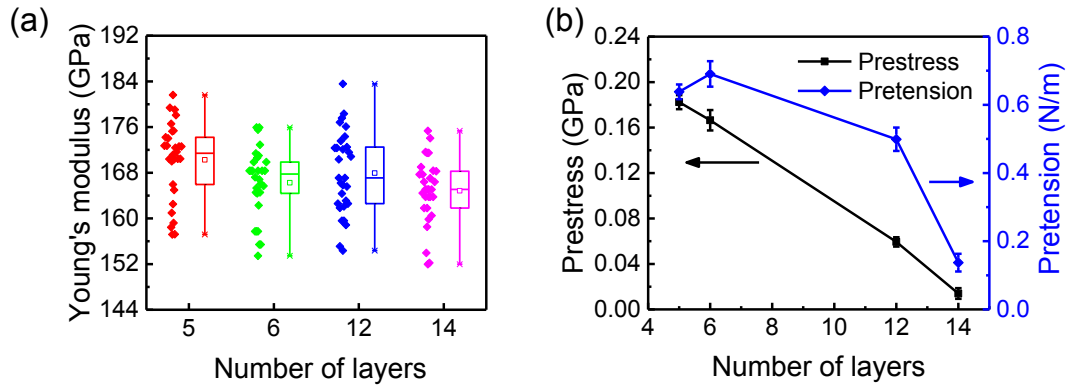 (a)
Young's modulus (GPa)
192
184
176
168
160
152
144
5 6 12 14
Number of layers
(b)
Prestress (GPa)
0.24
0.20
0.16
0.12
0.08
0.04
0.00
Prestress
Pretension
4 6 8 10 12 14
Number of layers
0.8
0.6
0.4
0.2
0.0
Pretension (N/m)